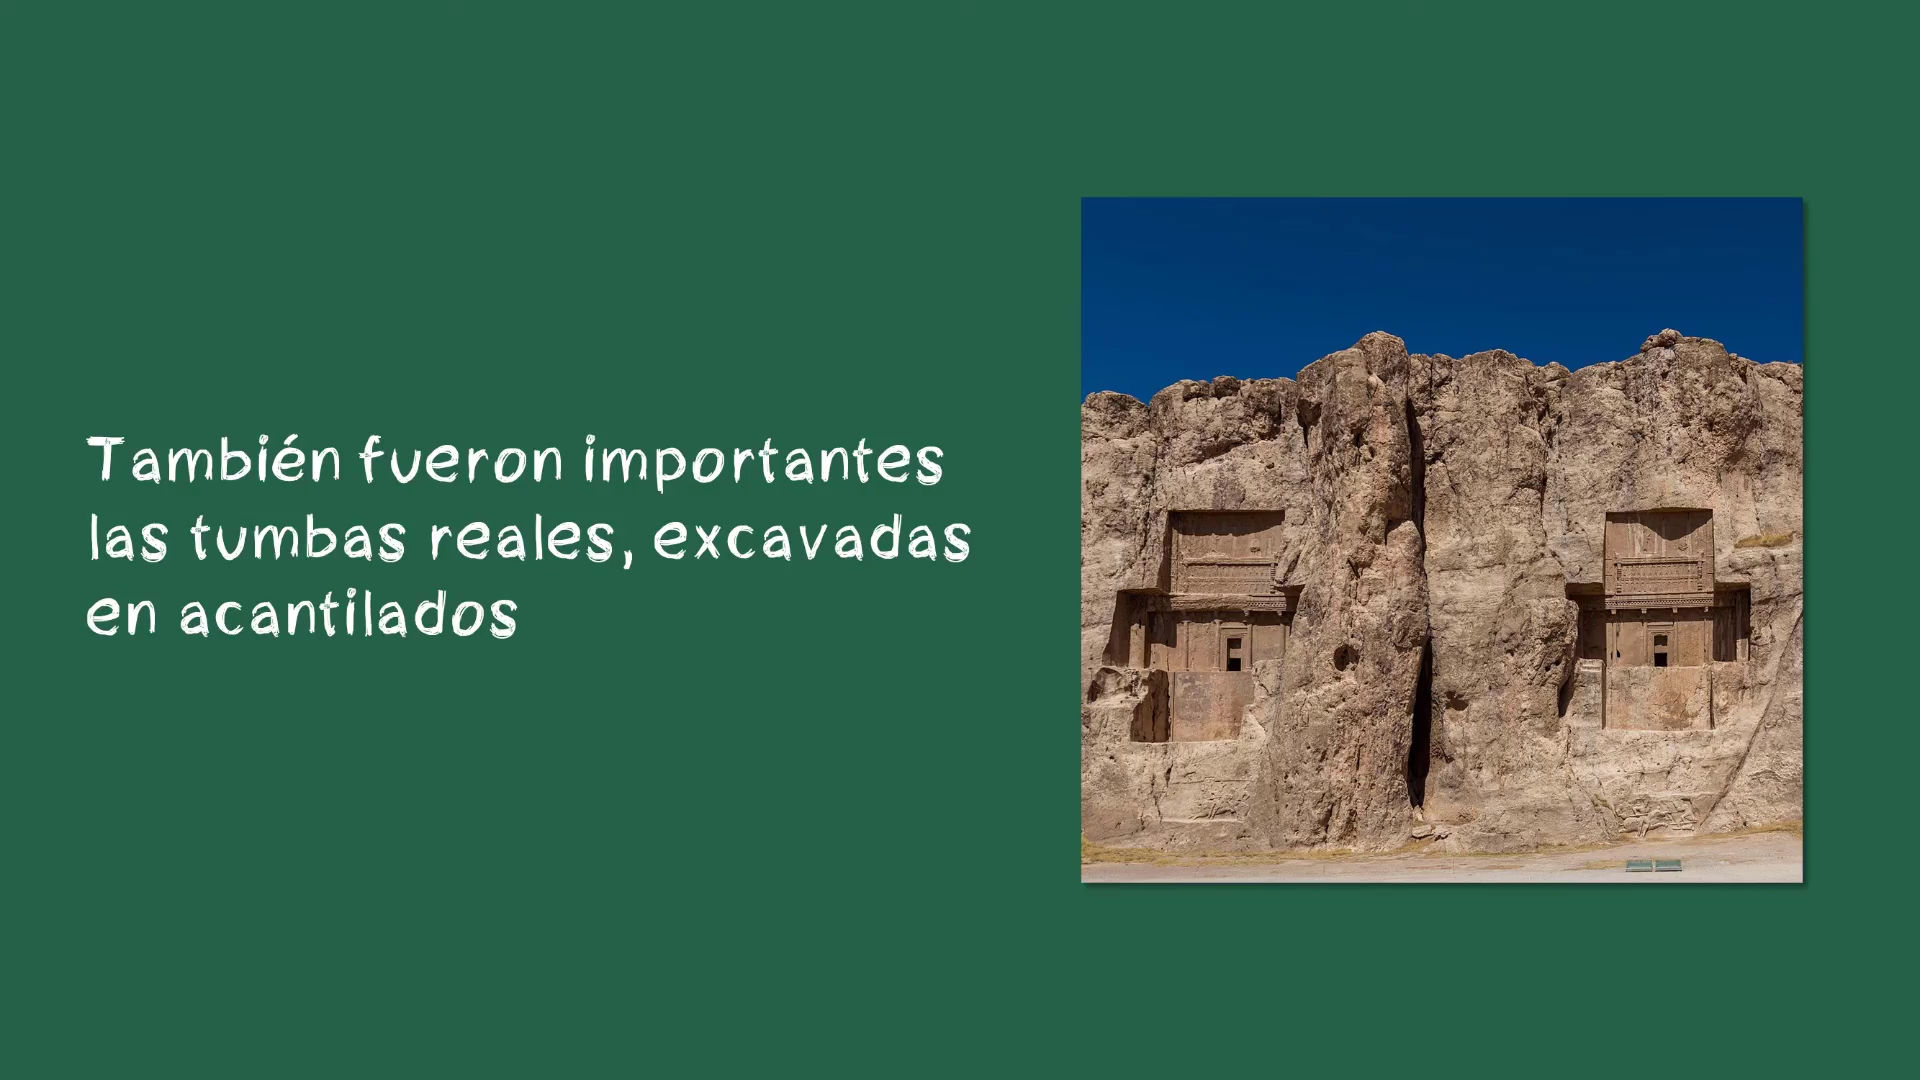 También fueron importantes
las tumbas reales, excavadas
en acantilados